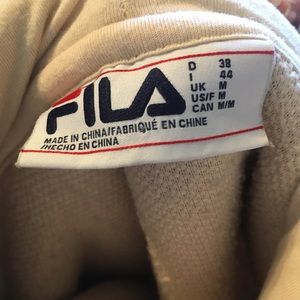 FILA
D 38
I 44
UK M
US/F M
CAN M/M
MADE IN CHINA/FABRIQUÉ EN CHINE
/HECHO EN CHINA